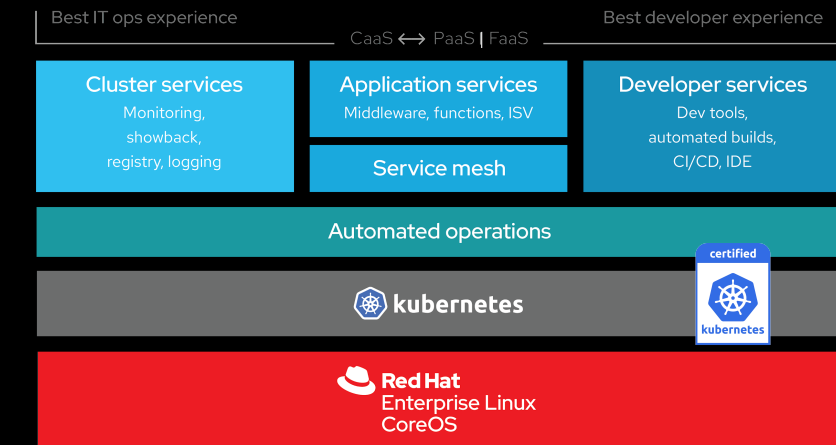 Best IT ops experience
Best developer experience
CaaS ↔ PaaS | FaaS
Cluster services
Monitoring,
showback,
registry, logging
Application services
Middleware, functions, ISV
Service mesh
Developer services
Dev tools,
automated builds,
CI/CD, IDE
Automated operations
certified
kubernetes
kubernetes
Red Hat
Enterprise Linux
CoreOS